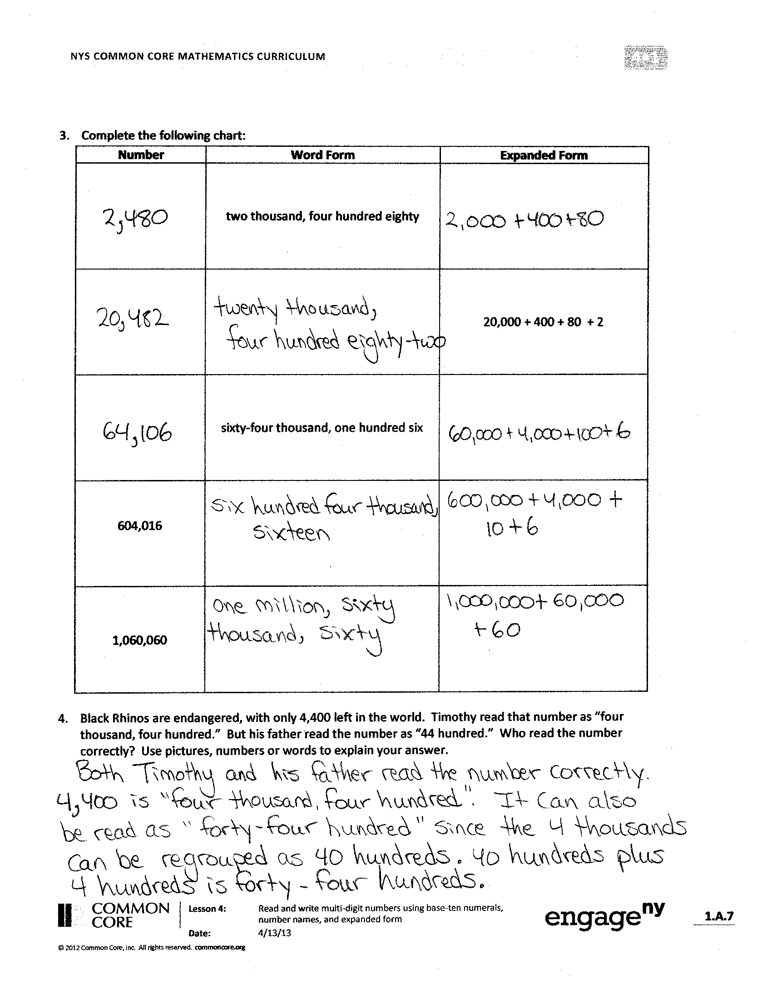 NYS COMMON CORE MATHEMATICS CURRICULUM
3. Complete the following chart:
Number Word Form Expanded Form
2,480 two thousand, four hundred eighty 2,000 + 400 + 80
20,482 twenty thousand,
four hundred eighty-two 20,000 + 400 + 80 + 2
64,106 sixty-four thousand, one hundred six 60,000 + 4,000 + 100 + 6
604,016 six hundred four thousand,
sixteen
600,000 + 4,000 +
10 + 6
1,060,060 one million, sixty
thousand, sixty
1,000,000 + 60,000
+ 60
4. Black Rhinos are endangered, with only 4,400 left in the world. Timothy read that number as “four
thousand, four hundred.” But his father read the number as “44 hundred.” Who read the number
correctly? Use pictures, numbers or words to explain your answer.
Both Timothy and his father read the number correctly.
4,400 is "four thousand, four hundred". It can also
be read as "forty-four hundred" since the 4 thousands
can be regrouped as 40 hundreds. 40 hundreds plus
4 hundreds is forty-four hundreds.
COMMON
CORE
Lesson 4: Read and write multi-digit numbers using base-ten numerals,
number names, and expanded form
Date: 4/13/13
engage ny
1.A.7
© 2012 Common Core, Inc. All rights reserved. commoncore.org